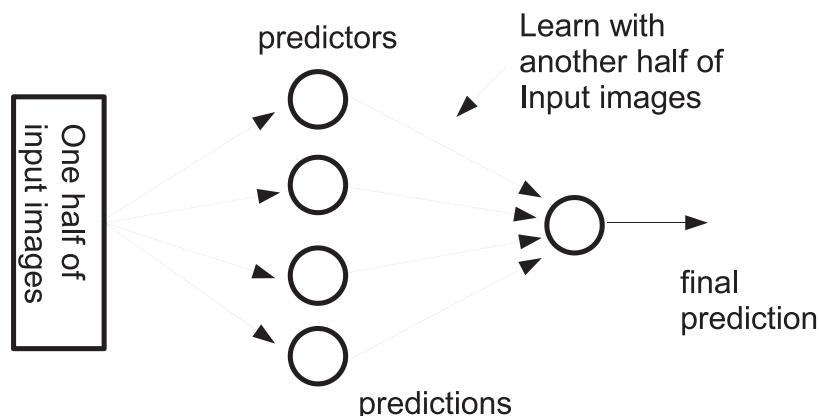 predictors
Learn with
another half of
Input images
One half of
input images
final
prediction
predictions